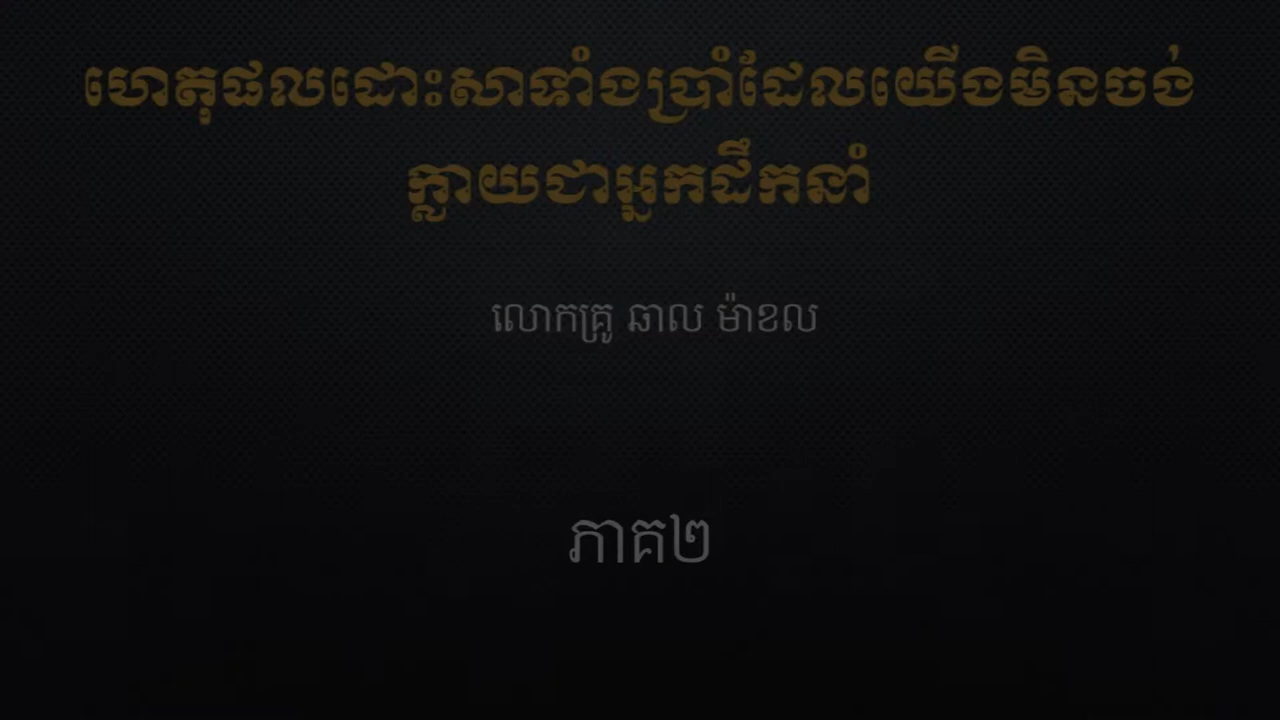 ហេតុផលដោះសាទាំងប្រាំដែលយើងមិនចង់
ក្លាយជាអ្នកដឹកនាំ
លោកគ្រូ ឆាល ម៉ាខល
ភាគ២